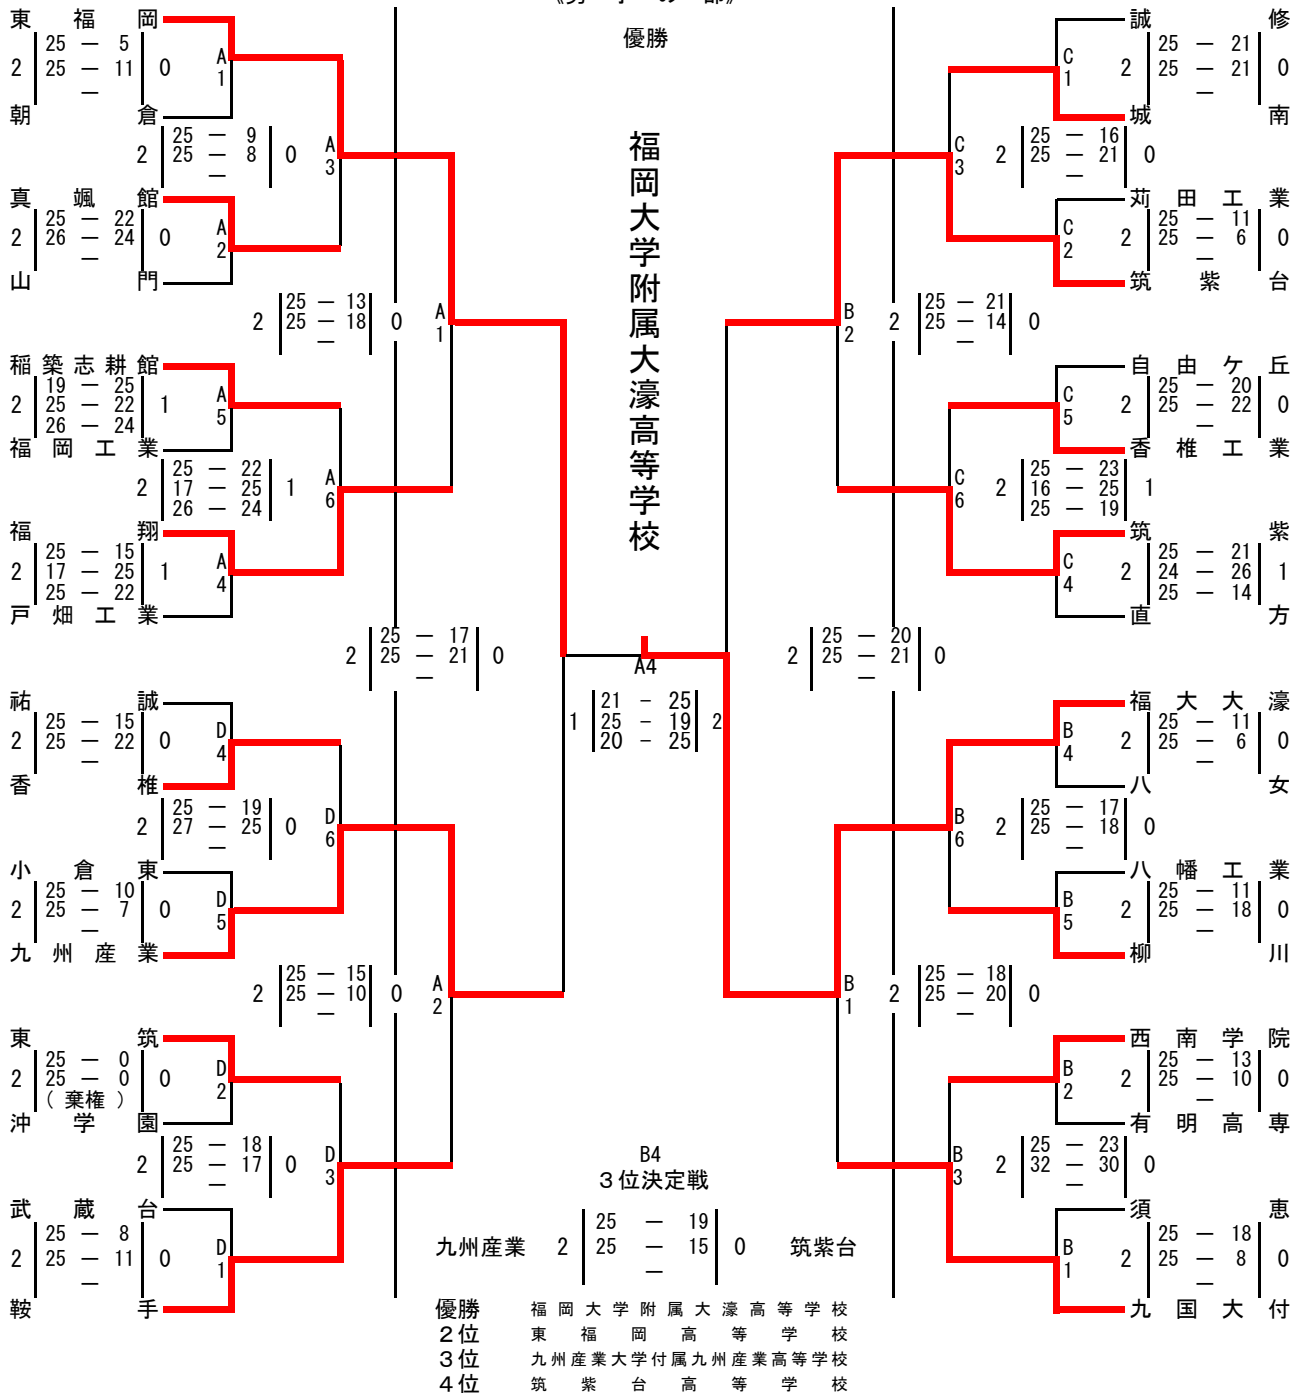 優勝
福岡大学附属大濠高等学校
東福岡
25 ― 5
2 25 ― 11 0
―
A1
朝倉
2 25 ― 9 0
25 ― 8
―
A3
真颯館
25 ― 22
2 26 ― 24 0
―
A2
山門
25 ― 13
2 25 ― 18 0
―
A1
稲築志耕館
19 ― 25
2 25 ― 22 1
26 ― 24
A5
福岡工業
25 ― 22
2 17 ― 25 1
26 ― 24
A6
福翔
25 ― 15
2 17 ― 25 1
25 ― 22
A4
戸畑工業
25 ― 17
2 25 ― 21 0
―
祐誠
25 ― 15
2 25 ― 22 0
―
D4
香椎
25 ― 19
2 27 ― 25 0
―
D6
小倉東
25 ― 10
2 25 ― 7 0
―
D5
九州産業
25 ― 15
2 25 ― 10 0
―
A2
東筑
25 ― 0
2 25 ― 0 0
（棄権）
D2
沖学園
25 ― 18
2 25 ― 17 0
―
D3
武蔵台
25 ― 8
2 25 ― 11 0
―
D1
鞍手
A4
21 － 25
1 25 － 19 2
20 － 25
誠修
25 ― 21
2 25 ― 21 0
―
C1
城南
25 ― 16
2 25 ― 21 0
―
C3
苅田工業
25 ― 11
2 25 ― 6 0
―
C2
筑紫台
25 ― 21
2 25 ― 14 0
―
B2
自由ケ丘
25 ― 20
2 25 ― 22 0
―
C5
香椎工業
25 ― 23
2 16 ― 25 1
25 ― 19
C6
筑紫
25 ― 21
2 24 ― 26 1
25 ― 14
C4
直方
25 ― 20
2 25 ― 21 0
―
福大大濠
25 ― 11
2 25 ― 6 0
―
B4
八女
25 ― 17
2 25 ― 18 0
―
B6
八幡工業
25 ― 11
2 25 ― 18 0
―
B5
柳川
25 ― 18
2 25 ― 20 0
―
B1
西南学院
25 ― 13
2 25 ― 10 0
―
B2
有明高専
25 ― 23
2 32 ― 30 0
―
B3
須恵
25 ― 18
2 25 ― 8 0
―
B1
九国大付
B4
３位決定戦
25 ― 19
九州産業 2 25 ― 15 0 筑紫台
―
優勝 福岡大学附属大濠高等学校
２位 東福岡高等学校
３位 九州産業大学付属九州産業高等学校
４位 筑紫台高等学校